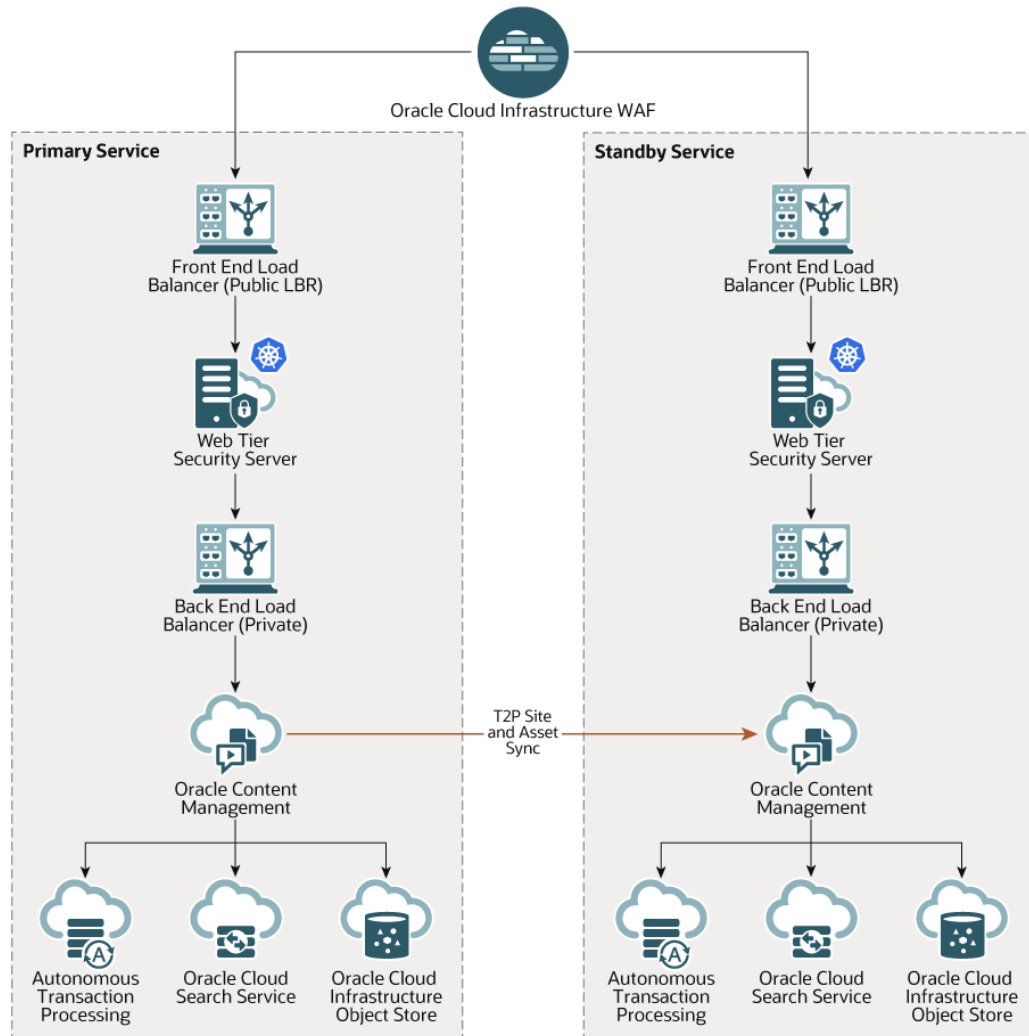 Oracle Cloud Infrastructure WAF
Primary Service
Front End Load
Balancer (Public LBR)
Web Tier
Security Server
Back End Load
Balancer (Private)
Oracle Content
Management
A
Autonomous
Transaction
Processing
Oracle Cloud
Search Service
Oracle Cloud
Infrastructure
Object Store
T2P Site
and Asset
Sync
Standby Service
Front End Load
Balancer (Public LBR)
Web Tier
Security Server
Back End Load
Balancer (Private)
Oracle Content
Management
A
Autonomous
Transaction
Processing
Oracle Cloud
Search Service
Oracle Cloud
Infrastructure
Object Store